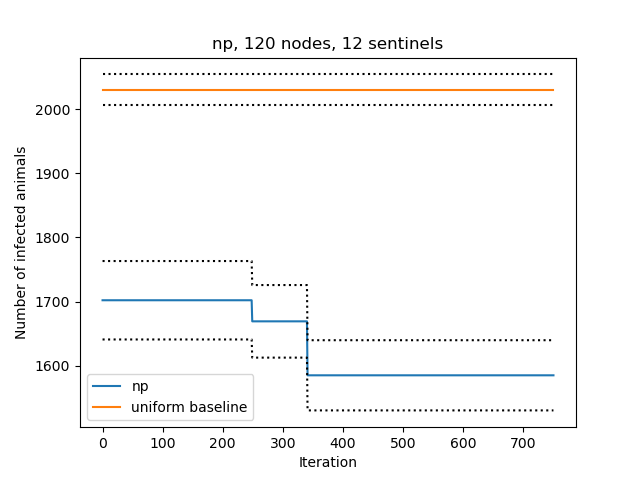 np, 120 nodes, 12 sentinels
Number of infected animals
2000
1900
1800
1700
1600
np
uniform baseline
0 100 200 300 400 500 600 700
Iteration